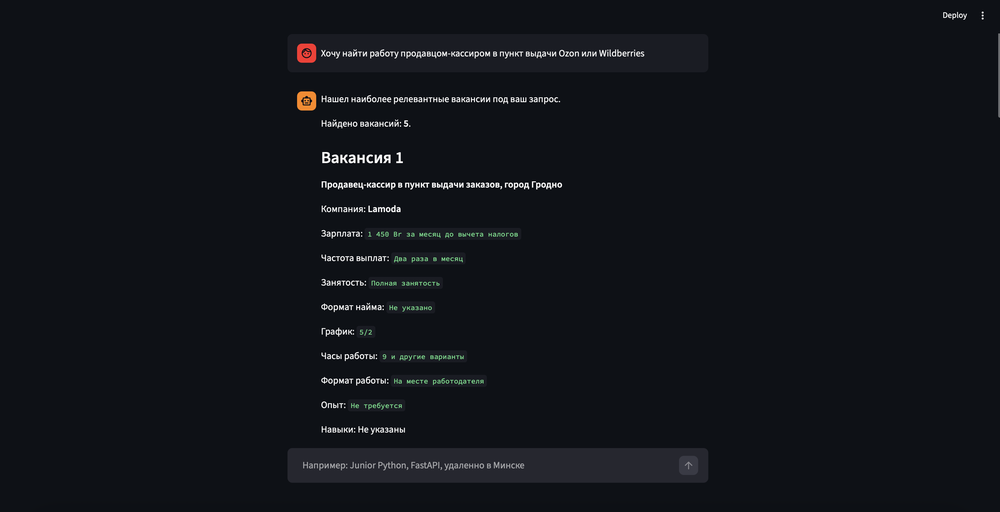 Deploy
Хочу найти работу продавцом-кассиром в пункт выдачи Ozon или Wildberries
Нашел наиболее релевантные вакансии под ваш запрос.
Найдено вакансий: 5.
Вакансия 1
Продавец-кассир в пункт выдачи заказов, город Гродно
Компания: Lamoda
Зарплата: 1 450 Br за месяц до вычета налогов
Частота выплат: Два раза в месяц
Занятость: Полная занятость
Формат найма: Не указано
График: 5/2
Часы работы: 9 и другие варианты
Формат работы: На месте работодателя
Опыт: Не требуется
Навыки: Не указаны
Например: Junior Python, FastAPI, удаленно в Минске